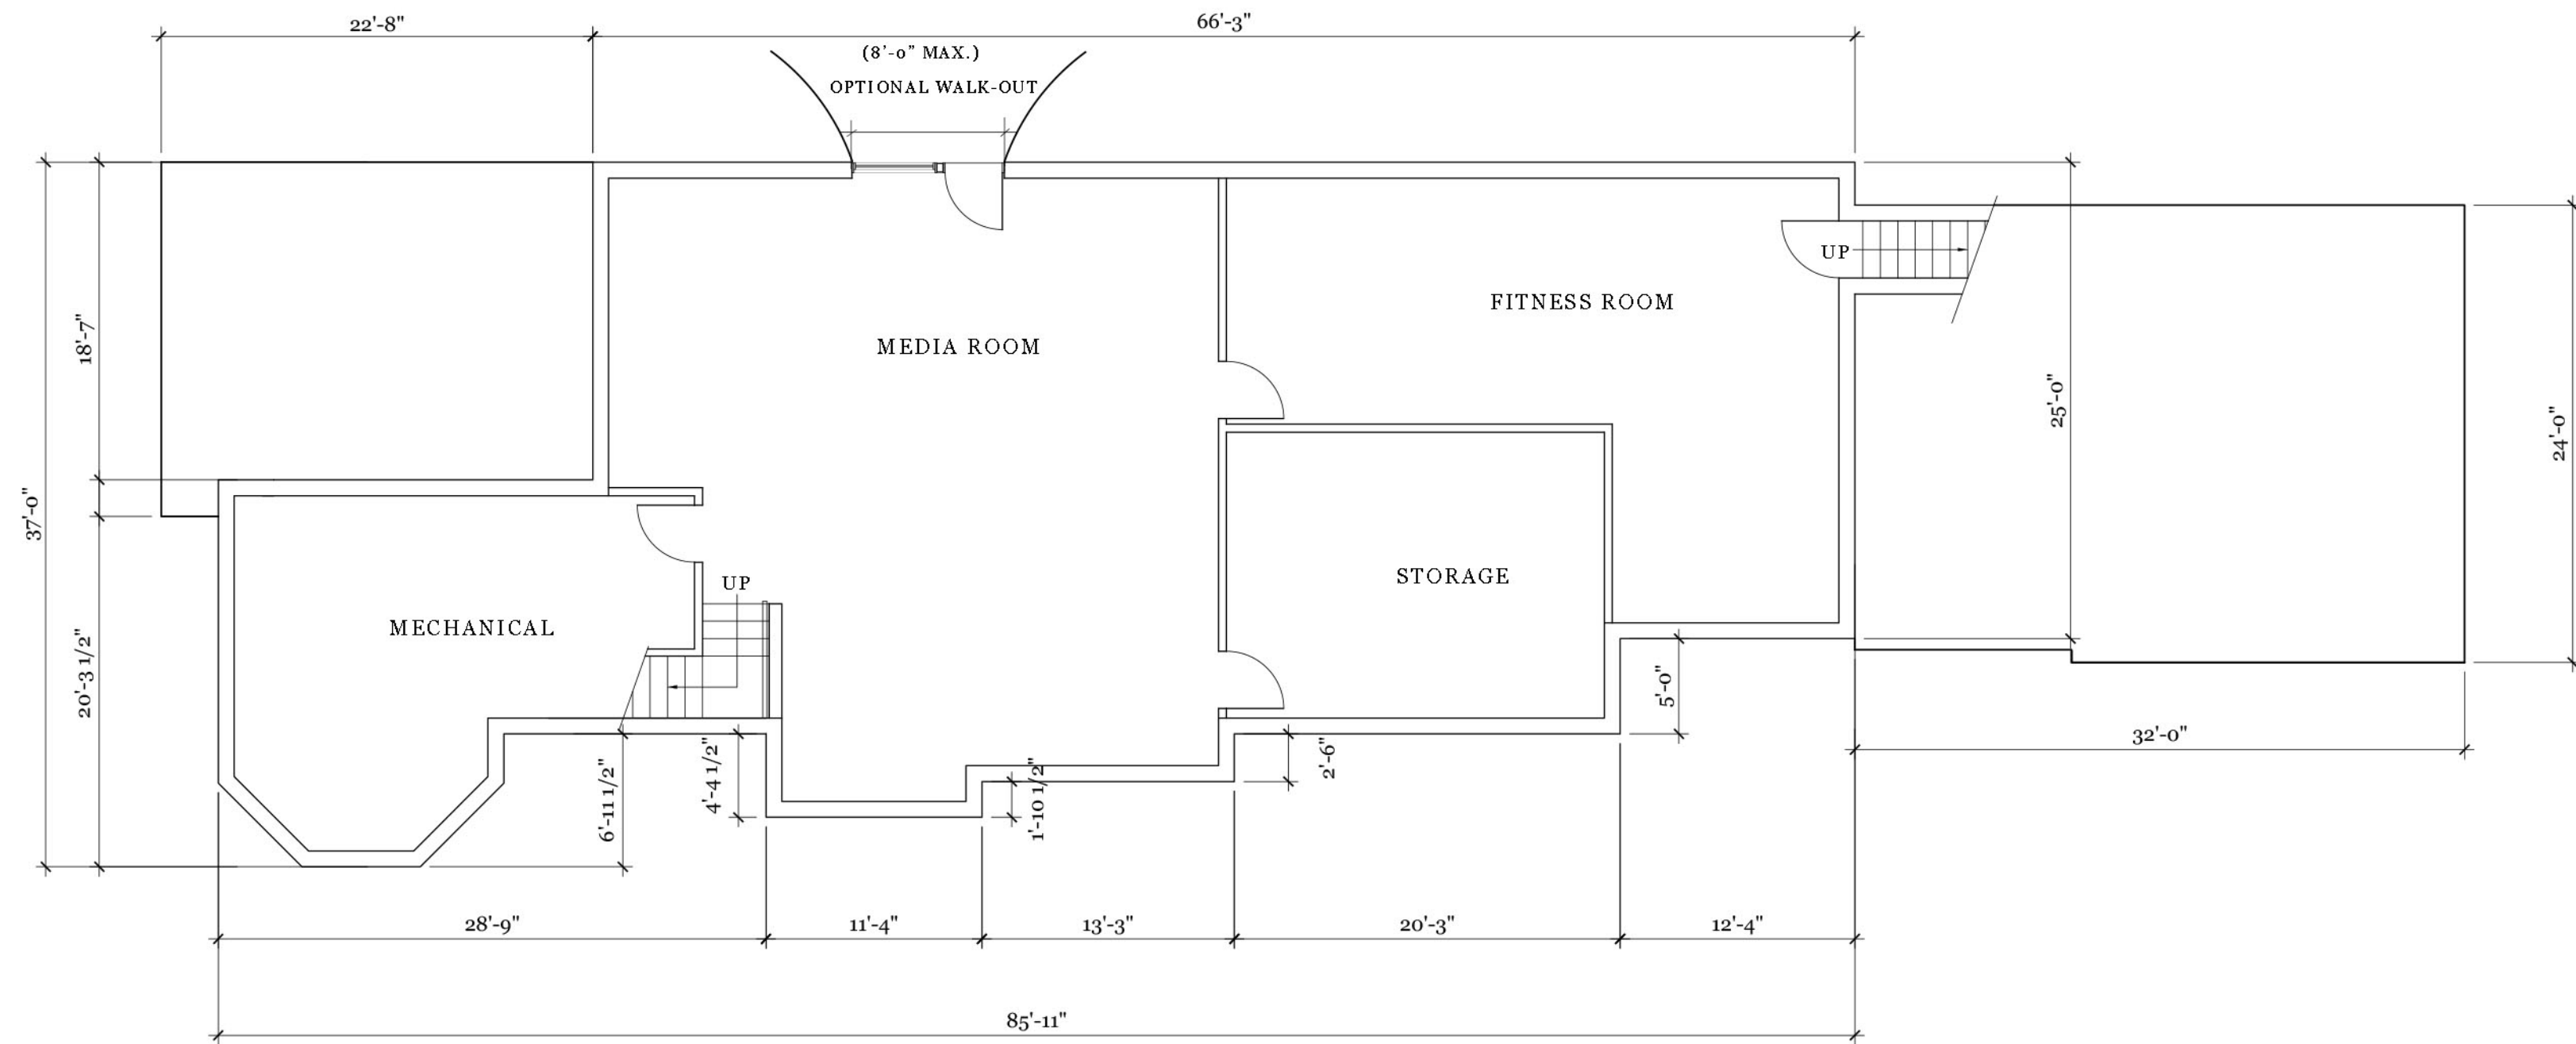 22'-8"
66'-3"
(8'-0" MAX.)
OPTIONAL WALK-OUT
UP
FITNESS ROOM
MEDIA ROOM
18'-7"
25'-0"
24'-0"
37'-0"
STORAGE
UP
MECHANICAL
20'-3 1/2"
5'-0"
32'-0"
2'-6"
4'-4 1/2"
1'-10 1/2"
6'-11 1/2"
28'-9"
11'-4"
13'-3"
20'-3"
12'-4"
85'-11"